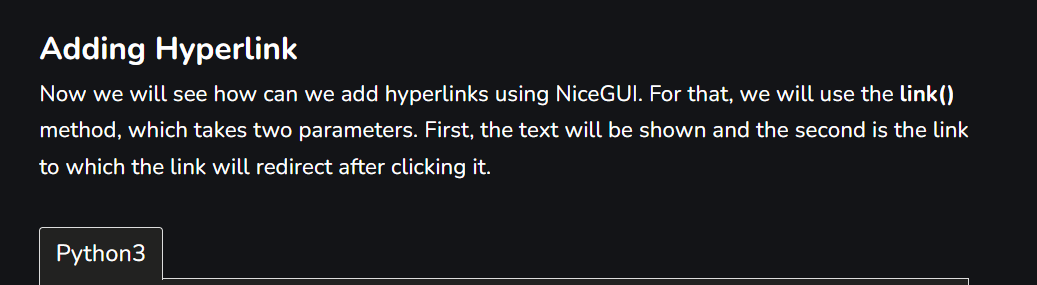 Adding Hyperlink
Now we will see how can we add hyperlinks using NiceGUI. For that, we will use the link()
method, which takes two parameters. First, the text will be shown and the second is the link
to which the link will redirect after clicking it.
Python3